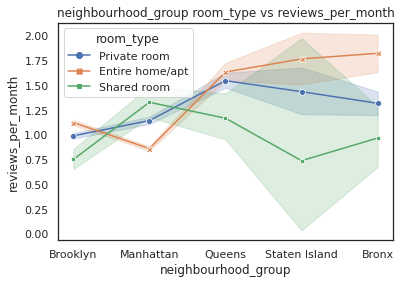 neighbourhood_group room_type vs reviews_per_month
room_type
Private room
Entire home/apt
Shared room
reviews_per_month
2.00
1.75
1.50
1.25
1.00
0.75
0.50
0.25
0.00
Brooklyn Manhattan Queens Staten Island Bronx
neighbourhood_group